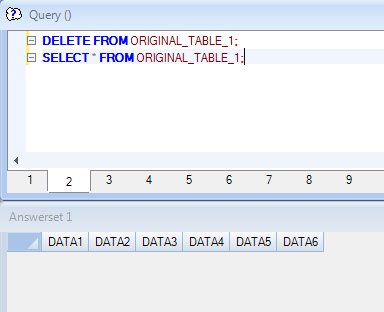 Query ()
DELETE FROM ORIGINAL_TABLE_1;
SELECT * FROM ORIGINAL_TABLE_1;
1 2 3 4 5 6 7 8 9
Answerset 1
DATA1 DATA2 DATA3 DATA4 DATA5 DATA6